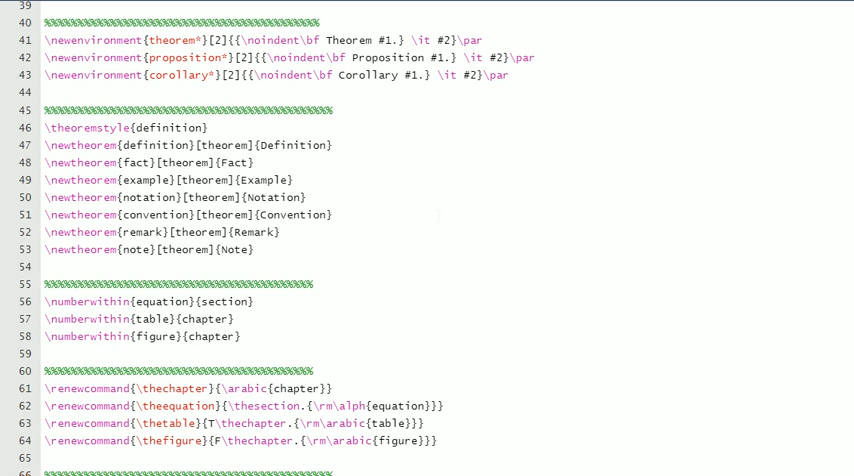 39
40 %%%%%%%%%%%%%%%%%%%%%%%%%%%%%%%%%%%%%%%%%%
41 \newenvironment{theorem*}[2]{{\noindent\bf Theorem #1.} \it #2}\par
42 \newenvironment{proposition*}[2]{{\noindent\bf Proposition #1.} \it #2}\par
43 \newenvironment{corollary*}[2]{{\noindent\bf Corollary #1.} \it #2}\par
44
45 %%%%%%%%%%%%%%%%%%%%%%%%%%%%%%%%%%%%%%%%%%%%
46 \theoremstyle{definition}
47 \newtheorem{definition}[theorem]{Definition}
48 \newtheorem{fact}[theorem]{Fact}
49 \newtheorem{example}[theorem]{Example}
50 \newtheorem{notation}[theorem]{Notation}
51 \newtheorem{convention}[theorem]{Convention}
52 \newtheorem{remark}[theorem]{Remark}
53 \newtheorem{note}[theorem]{Note}
54
55 %%%%%%%%%%%%%%%%%%%%%%%%%%%%%%%%%%%%%%%%%
56 \numberwithin{equation}{section}
57 \numberwithin{table}{chapter}
58 \numberwithin{figure}{chapter}
59
60 %%%%%%%%%%%%%%%%%%%%%%%%%%%%%%%%%%%%%%%%%
61 \renewcommand{\thechapter}{\arabic{chapter}}
62 \renewcommand{\theequation}{\thesection.{\rm\alph{equation}}}
63 \renewcommand{\thetable}{T\thechapter.{\rm\arabic{table}}}
64 \renewcommand{\thefigure}{F\thechapter.{\rm\arabic{figure}}}
65
66 %%%%%%%%%%%%%%%%%%%%%%%%%%%%%%%%%%%%%%%%%%%%